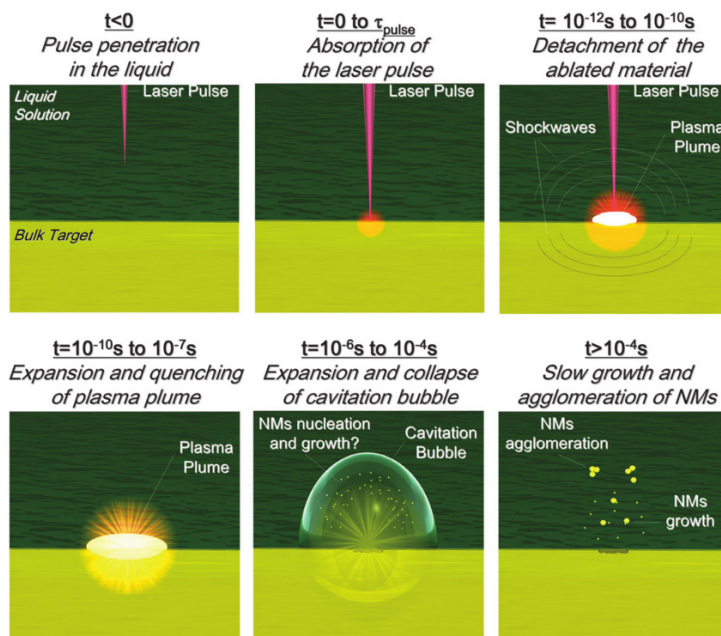 t<0
Pulse penetration
in the liquid
Liquid
Solution
Laser Pulse
Bulk Target
t=0 to τpulse
Absorption of
the laser pulse
Laser Pulse
t= 10⁻¹²s to 10⁻¹⁰s
Detachment of the
ablated material
Laser Pulse
Shockwaves
Plasma
Plume
t=10⁻¹⁰s to 10⁻⁷s
Expansion and quenching
of plasma plume
Plasma
Plume
t=10⁻⁶s to 10⁻⁴s
Expansion and collapse
of cavitation bubble
NMs nucleation
and growth?
Cavitation
Bubble
t>10⁻⁴s
Slow growth and
agglomeration of NMs
NMs
agglomeration
NMs
growth